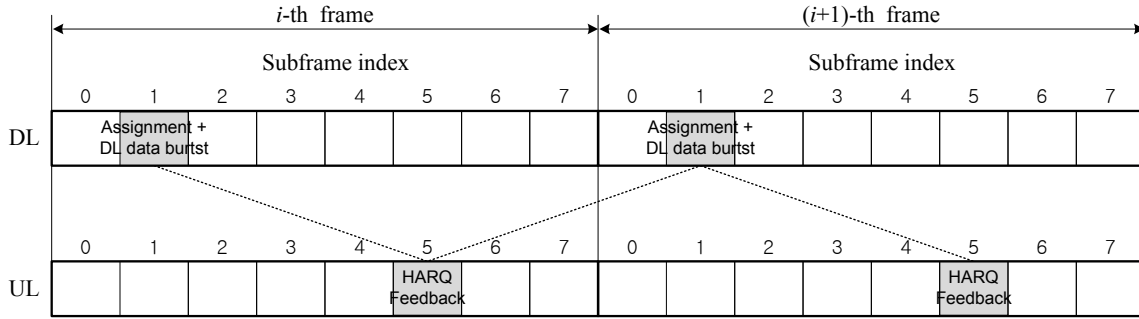 i-th frame (i+1)-th frame
Subframe index Subframe index
0 1 2 3 4 5 6 7 0 1 2 3 4 5 6 7
DL
Assignment +
DL data burtst
Assignment +
DL data burtst
0 1 2 3 4 5 6 7 0 1 2 3 4 5 6 7
UL
HARQ
Feedback
HARQ
Feedback